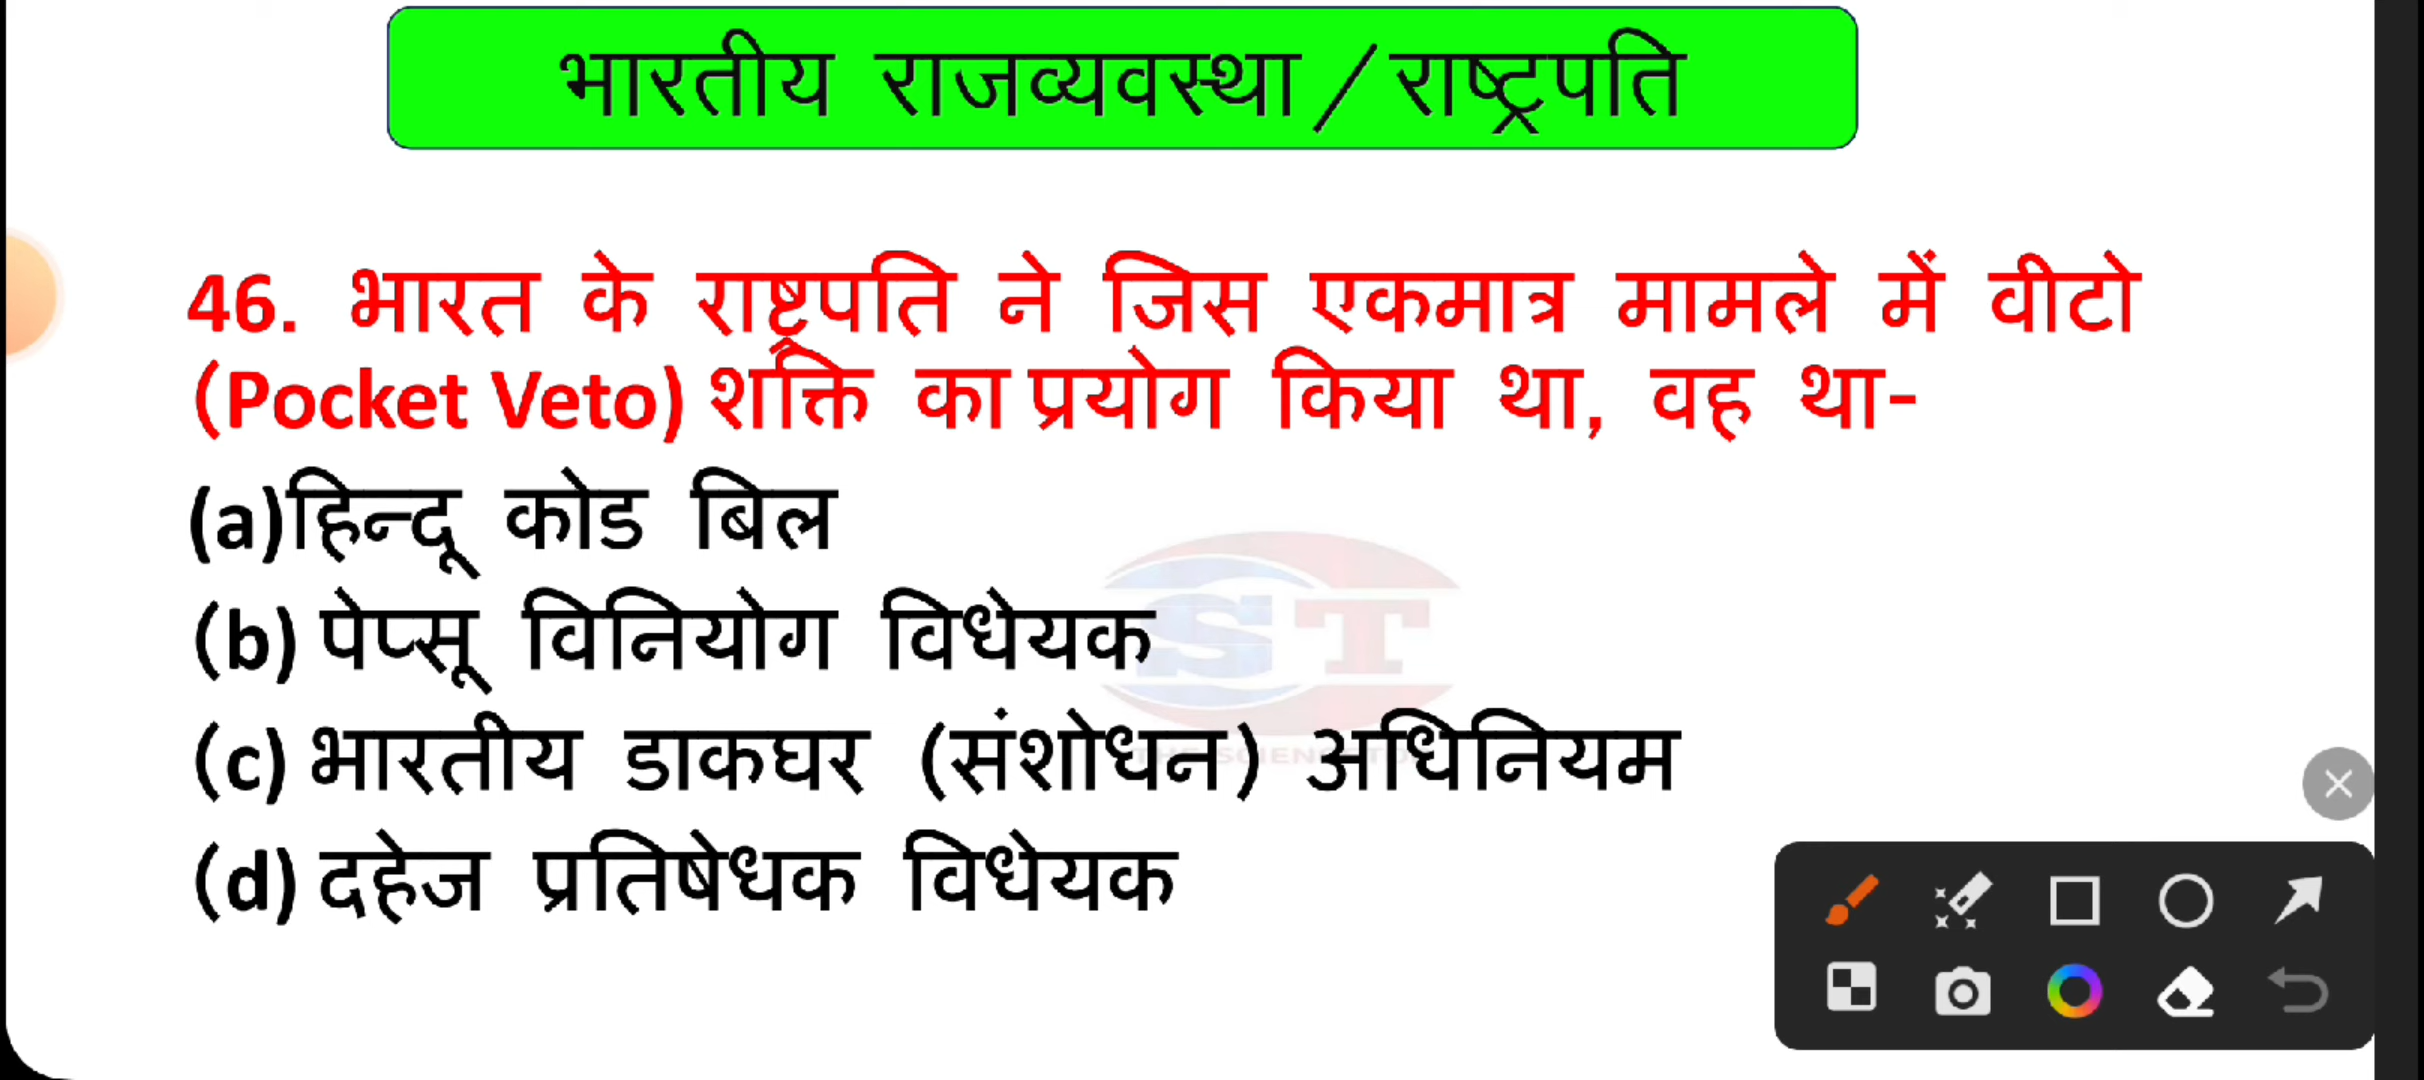 भारतीय राजव्यवस्था/राष्ट्रपति
46. भारत के राष्ट्रपति ने जिस एकमात्र मामले में वीटो
(Pocket Veto) शक्ति का प्रयोग किया था, वह था-
(a)हिन्दू कोड बिल
(b) पेप्सू विनियोग विधेयक
ST
(c) भारतीय डाकघर (संशोधन) अधिनियम
(d) दहेज प्रतिषेधक विधेयक